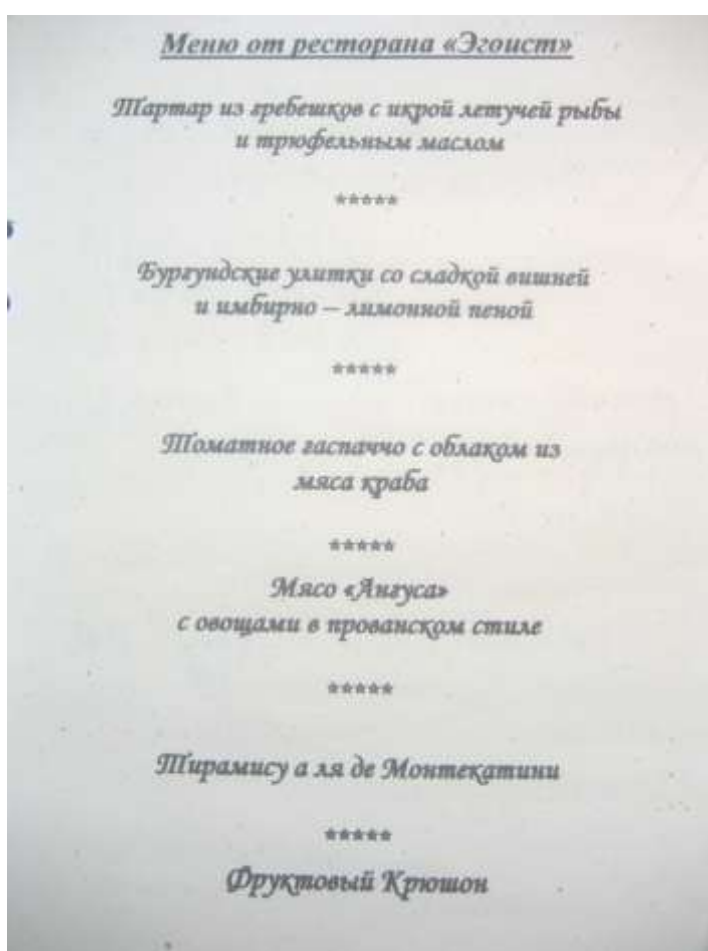 Меню от ресторана «Эгоист»
Тартар из гребешков с икрой летучей рыбы
и трюфельным маслом
*****
Бургундские улитки со сладкой вишней
и имбирно – лимонной пеной
*****
Томатное гаспаччо с облаком из
мяса краба
*****
Мясо «Ангуса»
с овощами в прованском стиле
*****
Тирамису а ля де Монтекатини
*****
Фруктовый Крюшон